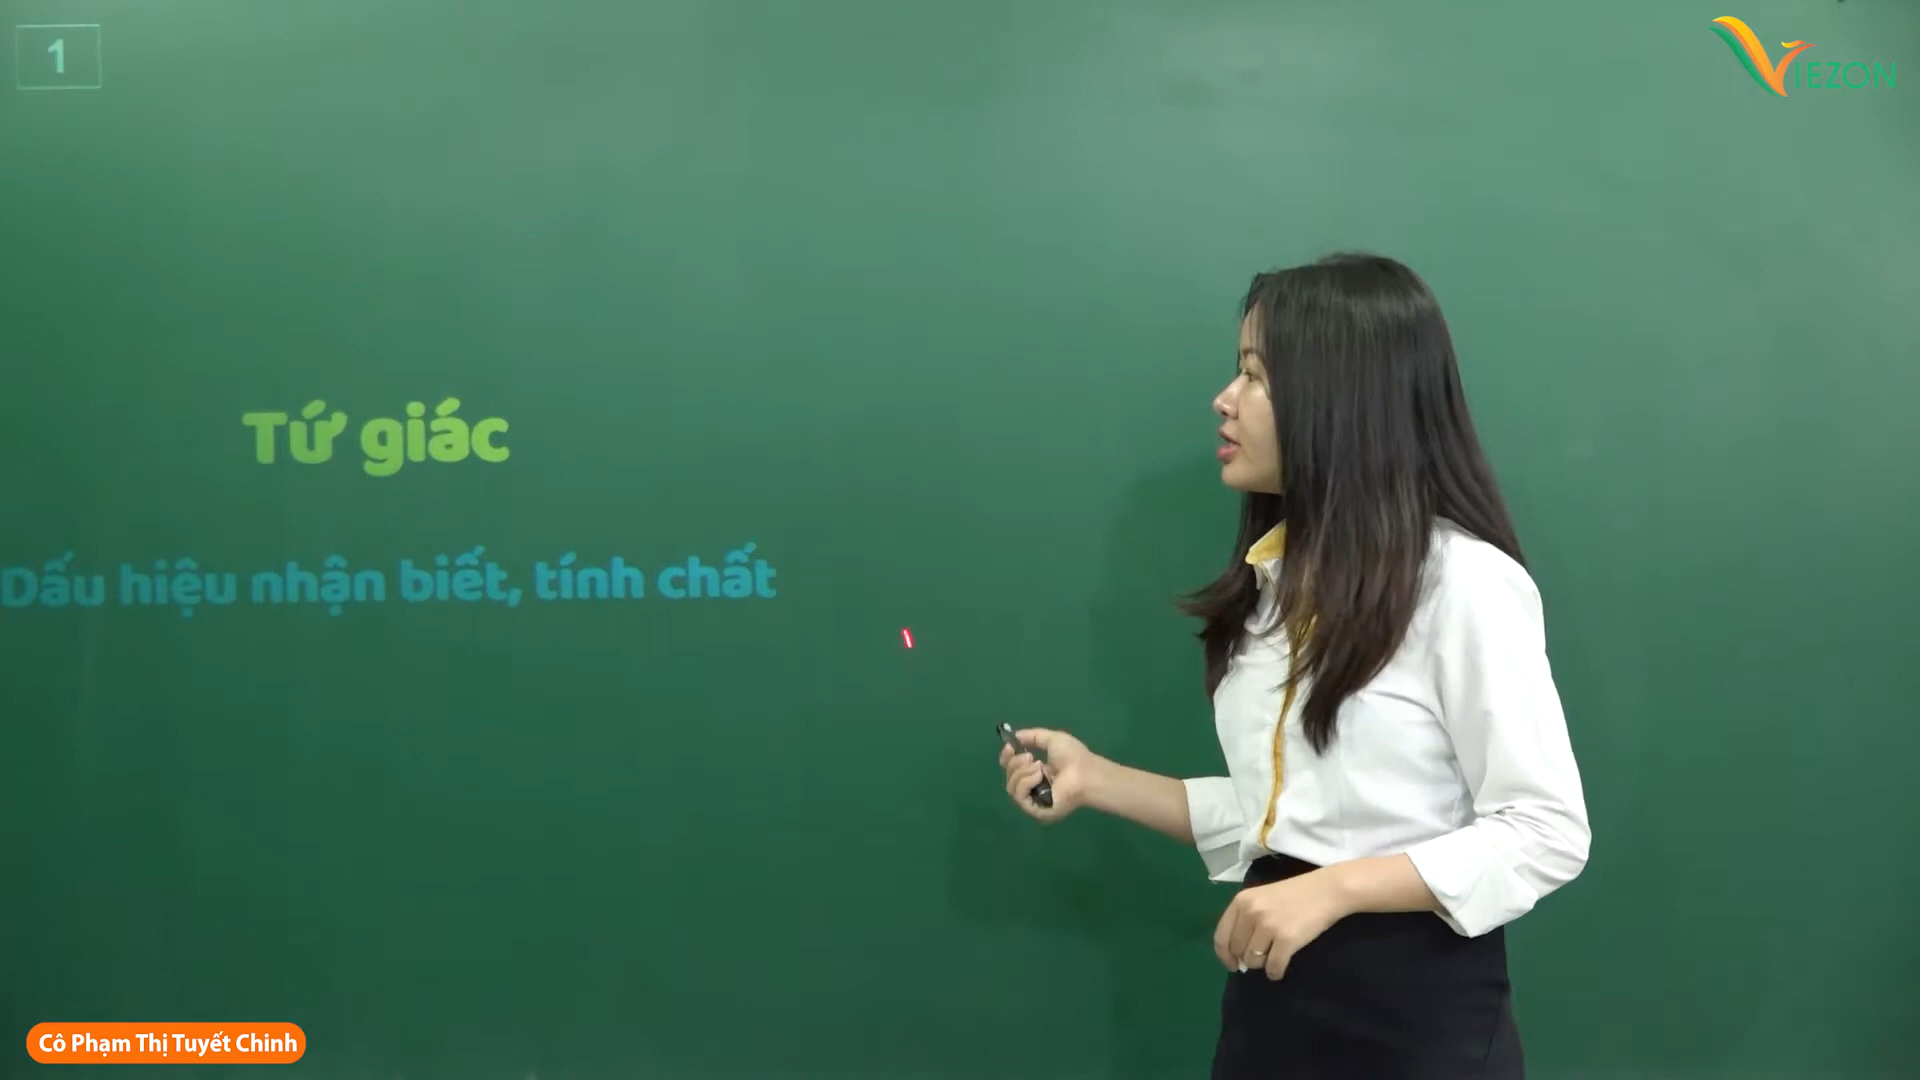 1
VIEZON
Tứ giác
Dấu hiệu nhận biết, tính chất
Cô Phạm Thị Tuyết Chinh